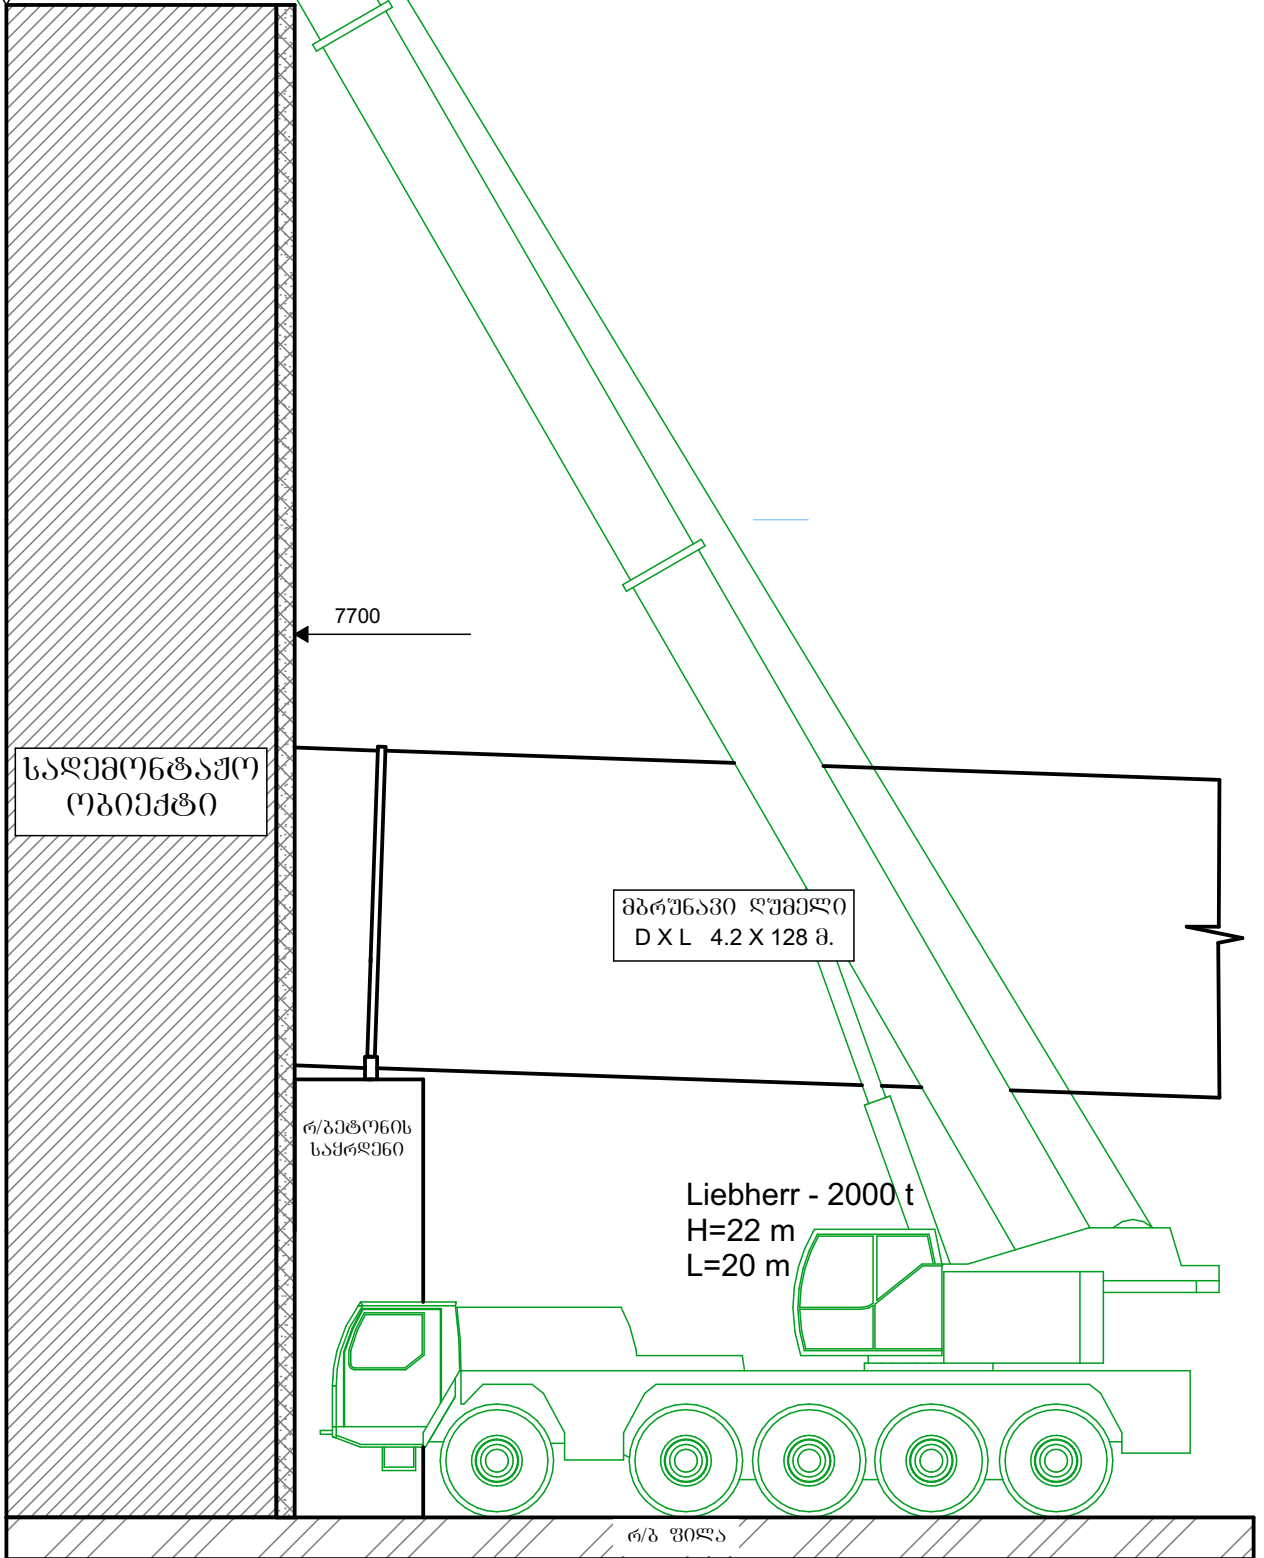 7700
სადემონტაჟო
ობიექტი
მბრუნავი ღუმელი
D X L 4.2 X 128 მ.
რ/ბეტონის
საყრდენი
Liebherr - 2000 t
H=22 m
L=20 m
რ/ბ ფილა